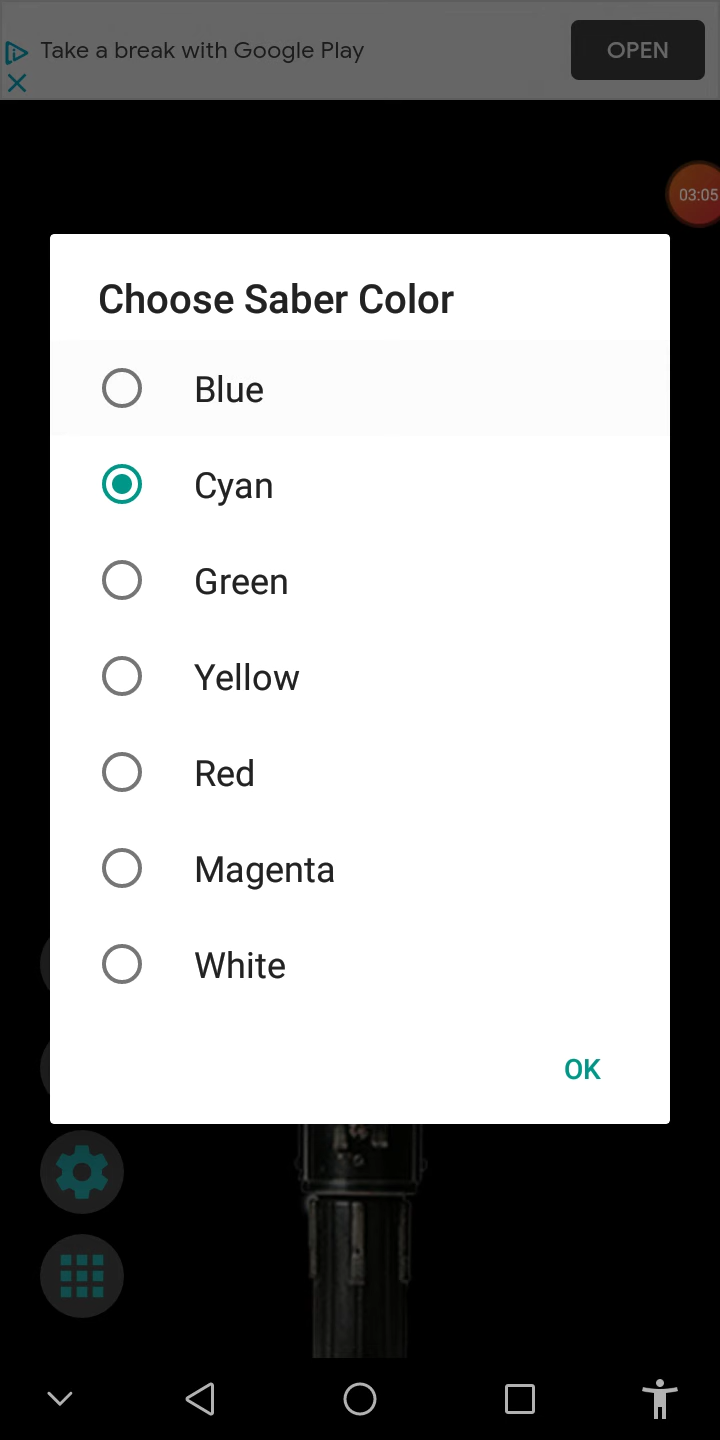 Take a break with Google Play
OPEN
03:05
Choose Saber Color
Blue
Cyan
Green
Yellow
Red
Magenta
White
OK